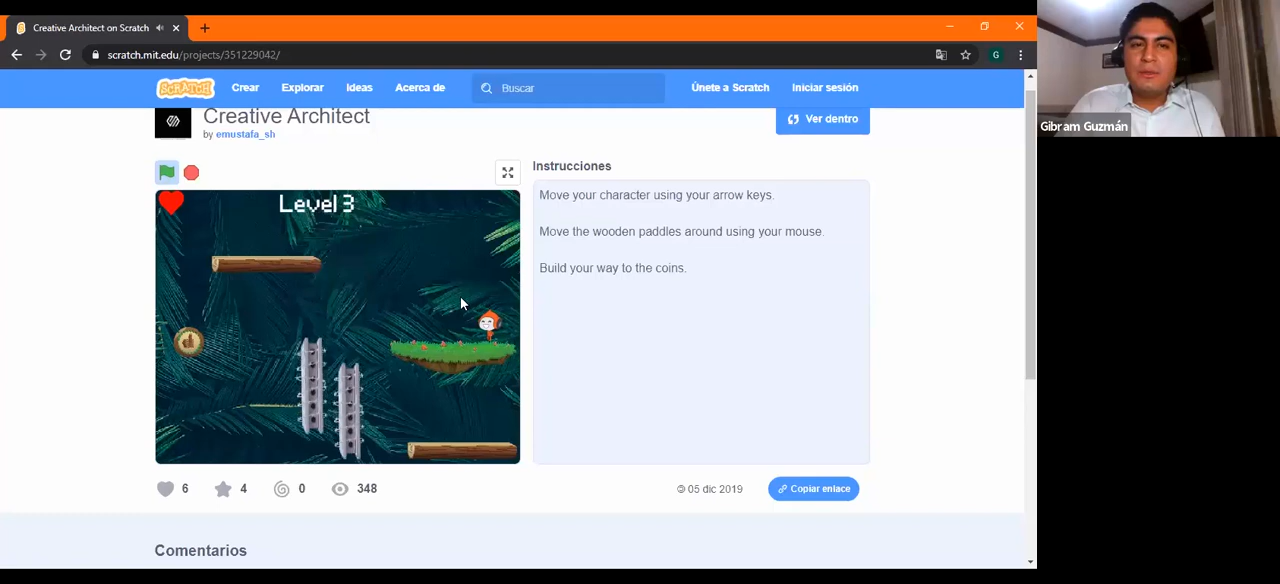 Creative Architect on Scratch
scratch.mit.edu/projects/351229042/
G
SCRATCH
Crear
Explorar
Ideas
Acerca de
Buscar
Únete a Scratch
Iniciar sesión
Creative Architect
by emustafa_sh
Ver dentro
Instrucciones
Level 3
Move your character using your arrow keys.
Move the wooden paddles around using your mouse.
Build your way to the coins.
6
4
0
348
© 05 dic 2019
Copiar enlace
Comentarios
Gibram Guzmán